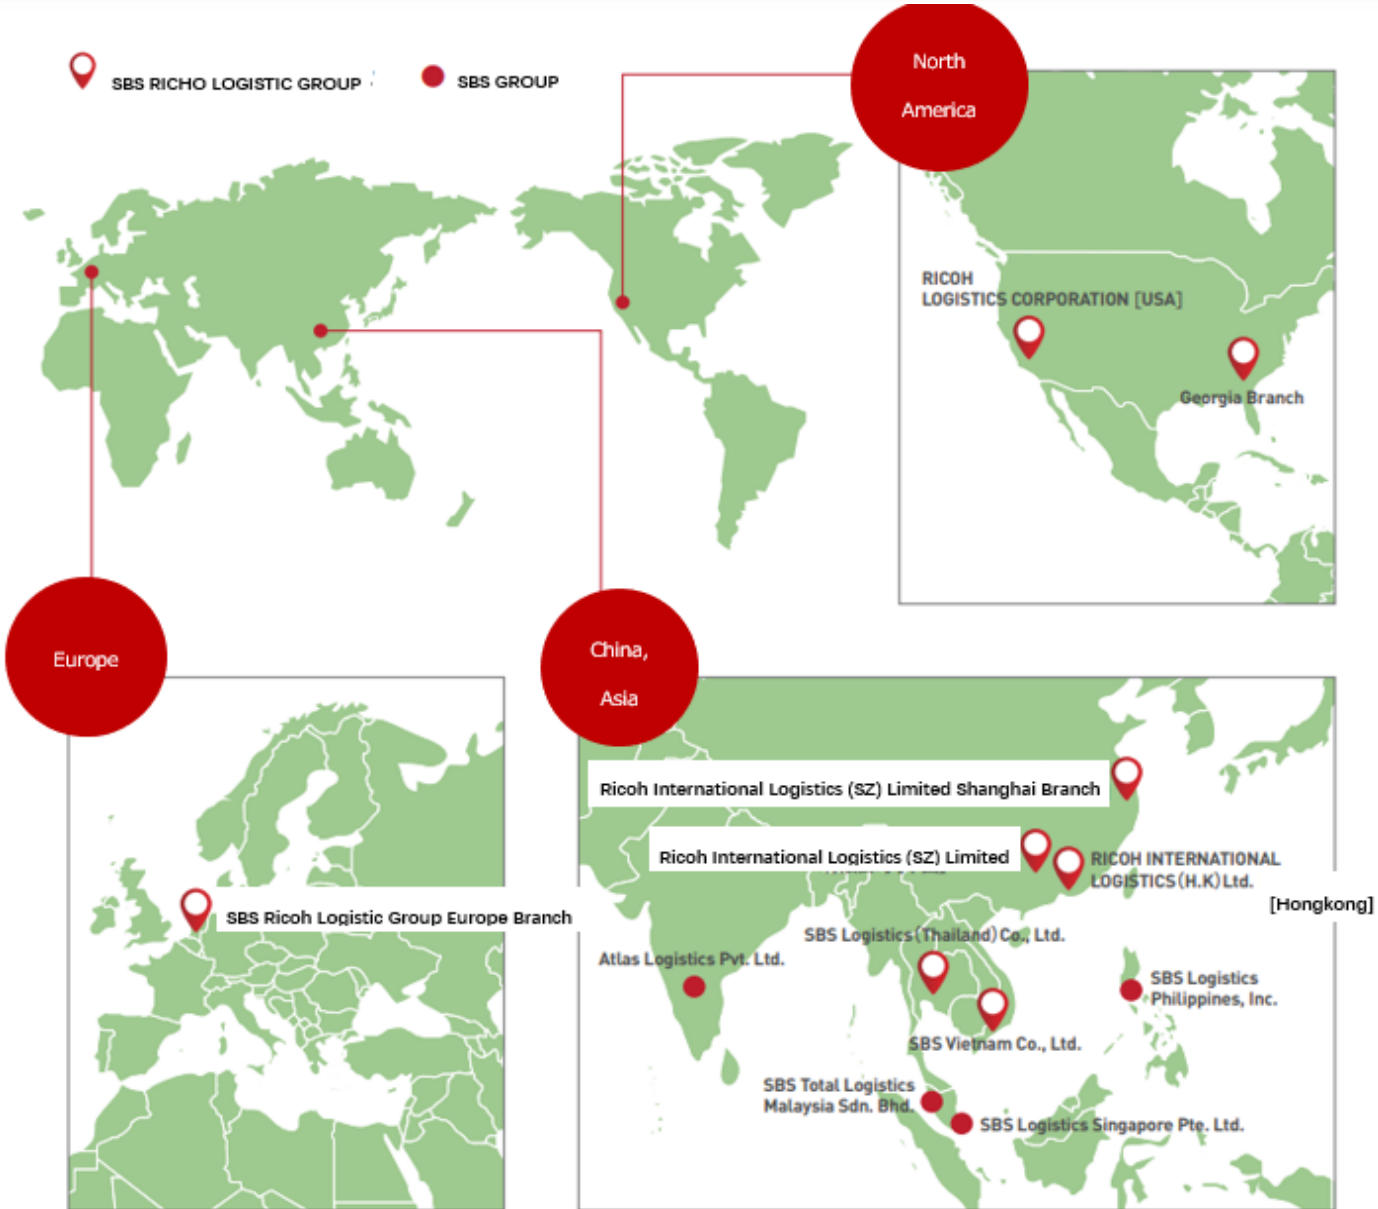 SBS RICHO LOGISTIC GROUP
SBS GROUP
North
America
RICOH
LOGISTICS CORPORATION [USA]
Georgia Branch
Europe
China,
Asia
SBS Ricoh Logistic Group Europe Branch
Ricoh International Logistics (SZ) Limited Shanghai Branch
Ricoh International Logistics (SZ) Limited
RICOH INTERNATIONAL
LOGISTICS(H.K)Ltd.
[Hongkong]
SBS Logistics(Thailand)Co., Ltd.
Atlas Logistics Pvt. Ltd.
SBS Logistics
Philippines, Inc.
SBS Vietnam Co., Ltd.
SBS Total Logistics
Malaysia Sdn. Bhd.
SBS Logistics Singapore Pte. Ltd.